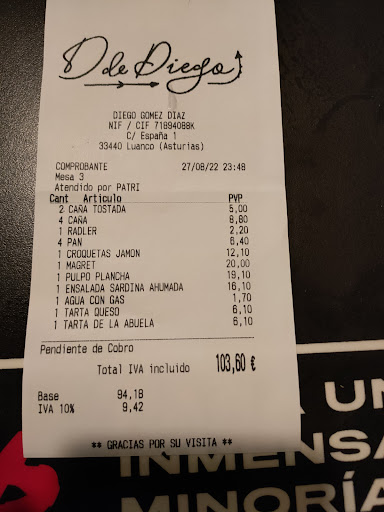 D de Diego
DIEGO GOMEZ DIAZ
NIF / CIF 71894088K
C/ España 1
33440 Luanco (Asturias)
COMPROBANTE 27/08/22 23:48
Mesa 3
Atendido por PATRI
Cant Artículo PVP
2 CAÑA TOSTADA 5,00
4 CAÑA 8,80
1 RADLER 2,20
4 PAN 6,40
1 CROQUETAS JAMON 12,10
1 MAGRET 20,00
1 PULPO PLANCHA 19,10
1 ENSALADA SARDINA AHUMADA 16,10
1 AGUA CON GAS 1,70
1 TARTA QUESO 6,10
1 TARTA DE LA ABUELA 6,10
Pendiente de Cobro
Total IVA incluido 103,60 €
Base 94,18
IVA 10% 9,42
** GRACIAS POR SU VISITA **
A UN
INMENSA
MINORÍA